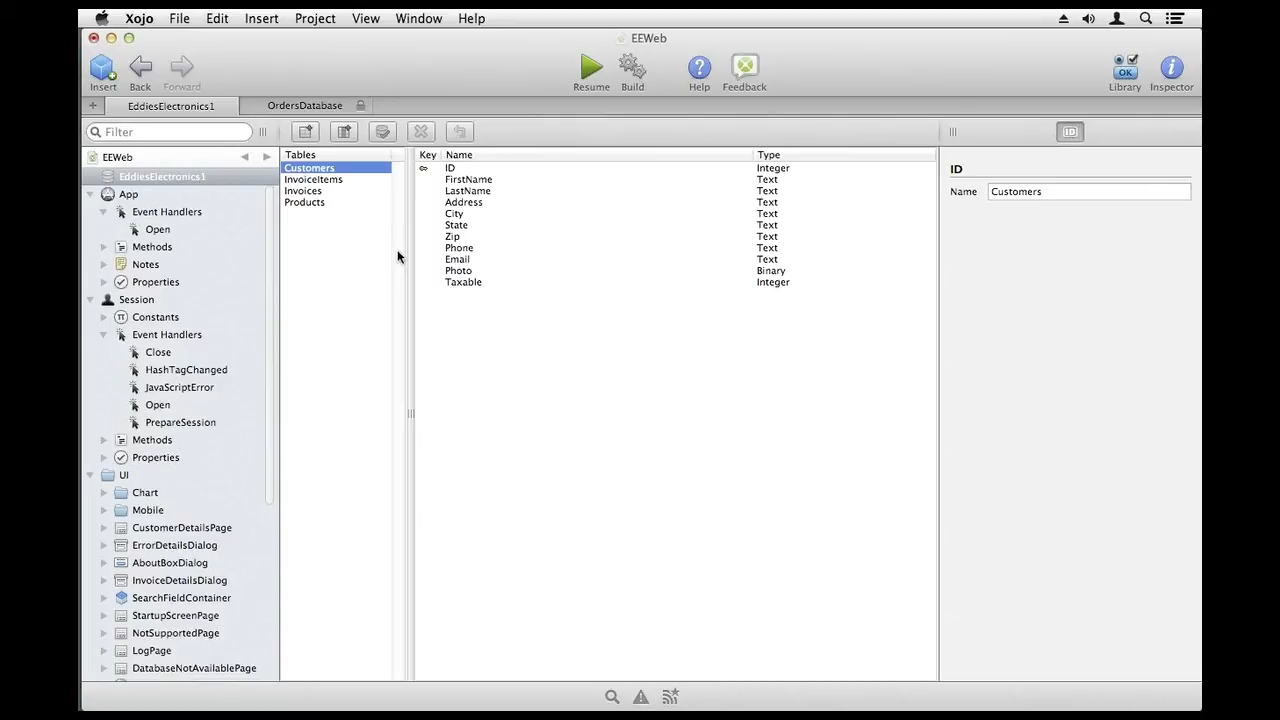 Xojo File Edit Insert Project View Window Help
EEWeb
Insert Back Forward Resume Build Help Feedback OK Library Inspector
EddiesElectronics1 OrdersDatabase
Filter ID
EEWeb
EddiesElectronics1
App
Event Handlers
Open
Methods
Notes
Properties
Session
Constants
Event Handlers
Close
HashTagChanged
JavaScriptError
Open
PrepareSession
Methods
Properties
UI
Chart
Mobile
CustomerDetailsPage
ErrorDetailsDialog
AboutBoxDialog
InvoiceDetailsDialog
SearchFieldContainer
StartupScreenPage
NotSupportedPage
LogPage
DatabaseNotAvailablePage
Tables
Customers
InvoiceItems
Invoices
Products
Key Name Type
ID Integer
FirstName Text
LastName Text
Address Text
City Text
State Text
Zip Text
Phone Text
Email Text
Photo Binary
Taxable Integer
ID
Name Customers